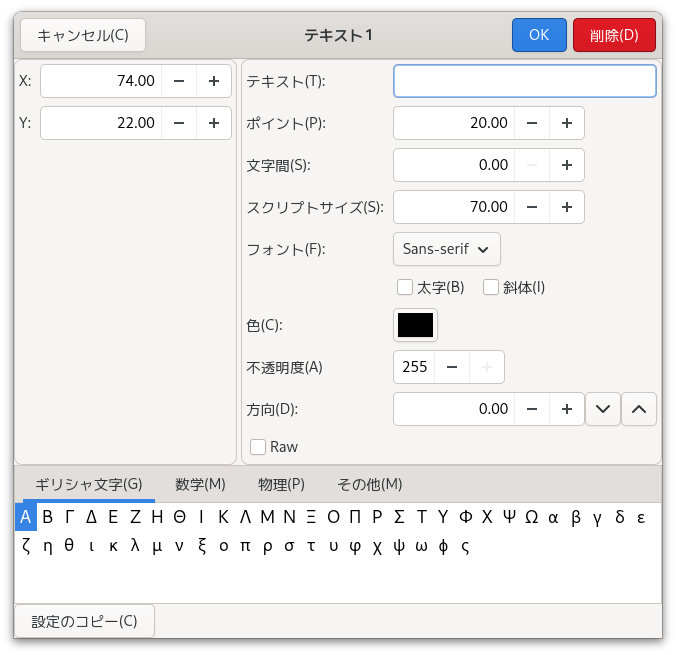 キャンセル(C) テキスト1 OK 削除(D)
X: 74.00 − +
Y: 22.00 − +
テキスト(T):
ポイント(P): 20.00 − +
文字間(S): 0.00 − +
スクリプトサイズ(S): 70.00 − +
フォント(F): Sans-serif
太字(B) 斜体(I)
色(C):
不透明度(A) 255 − +
方向(D): 0.00 − +
Raw
ギリシャ文字(G) 数学(M) 物理(P) その他(M)
Α Β Γ Δ Ε Ζ Η Θ Ι Κ Λ Μ Ν Ξ Ο Π Ρ Σ Τ Υ Φ Χ Ψ Ω α β γ δ ε
ζ η θ ι κ λ μ ν ξ ο π ρ σ τ υ φ χ ψ ω ϕ ς
設定のコピー(C)